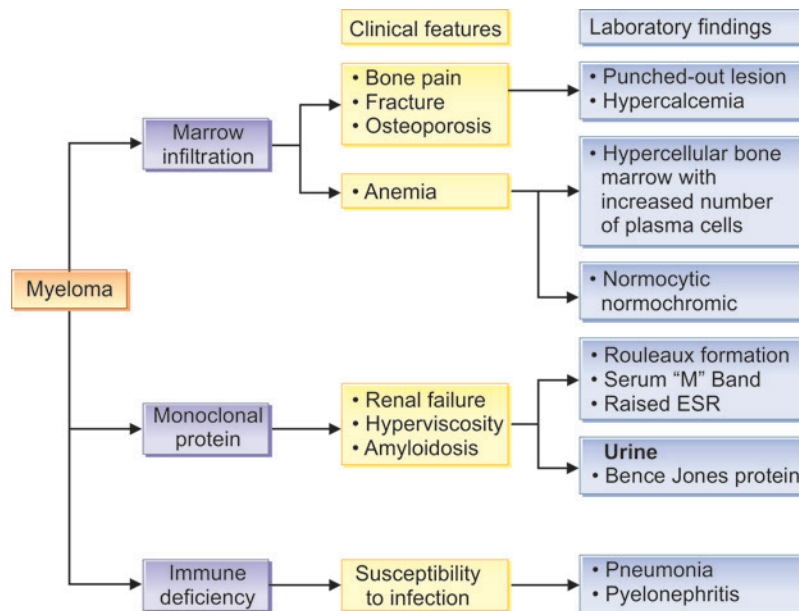 Clinical features
Laboratory findings
• Bone pain
• Fracture
• Osteoporosis
• Punched-out lesion
• Hypercalcemia
Marrow
infiltration
• Anemia
• Hypercellular bone
marrow with
increased number
of plasma cells
• Normocytic
normochromic
Myeloma
Monoclonal
protein
• Renal failure
• Hyperviscosity
• Amyloidosis
• Rouleaux formation
• Serum “M” Band
• Raised ESR
Urine
• Bence Jones protein
Immune
deficiency
Susceptibility
to infection
• Pneumonia
• Pyelonephritis